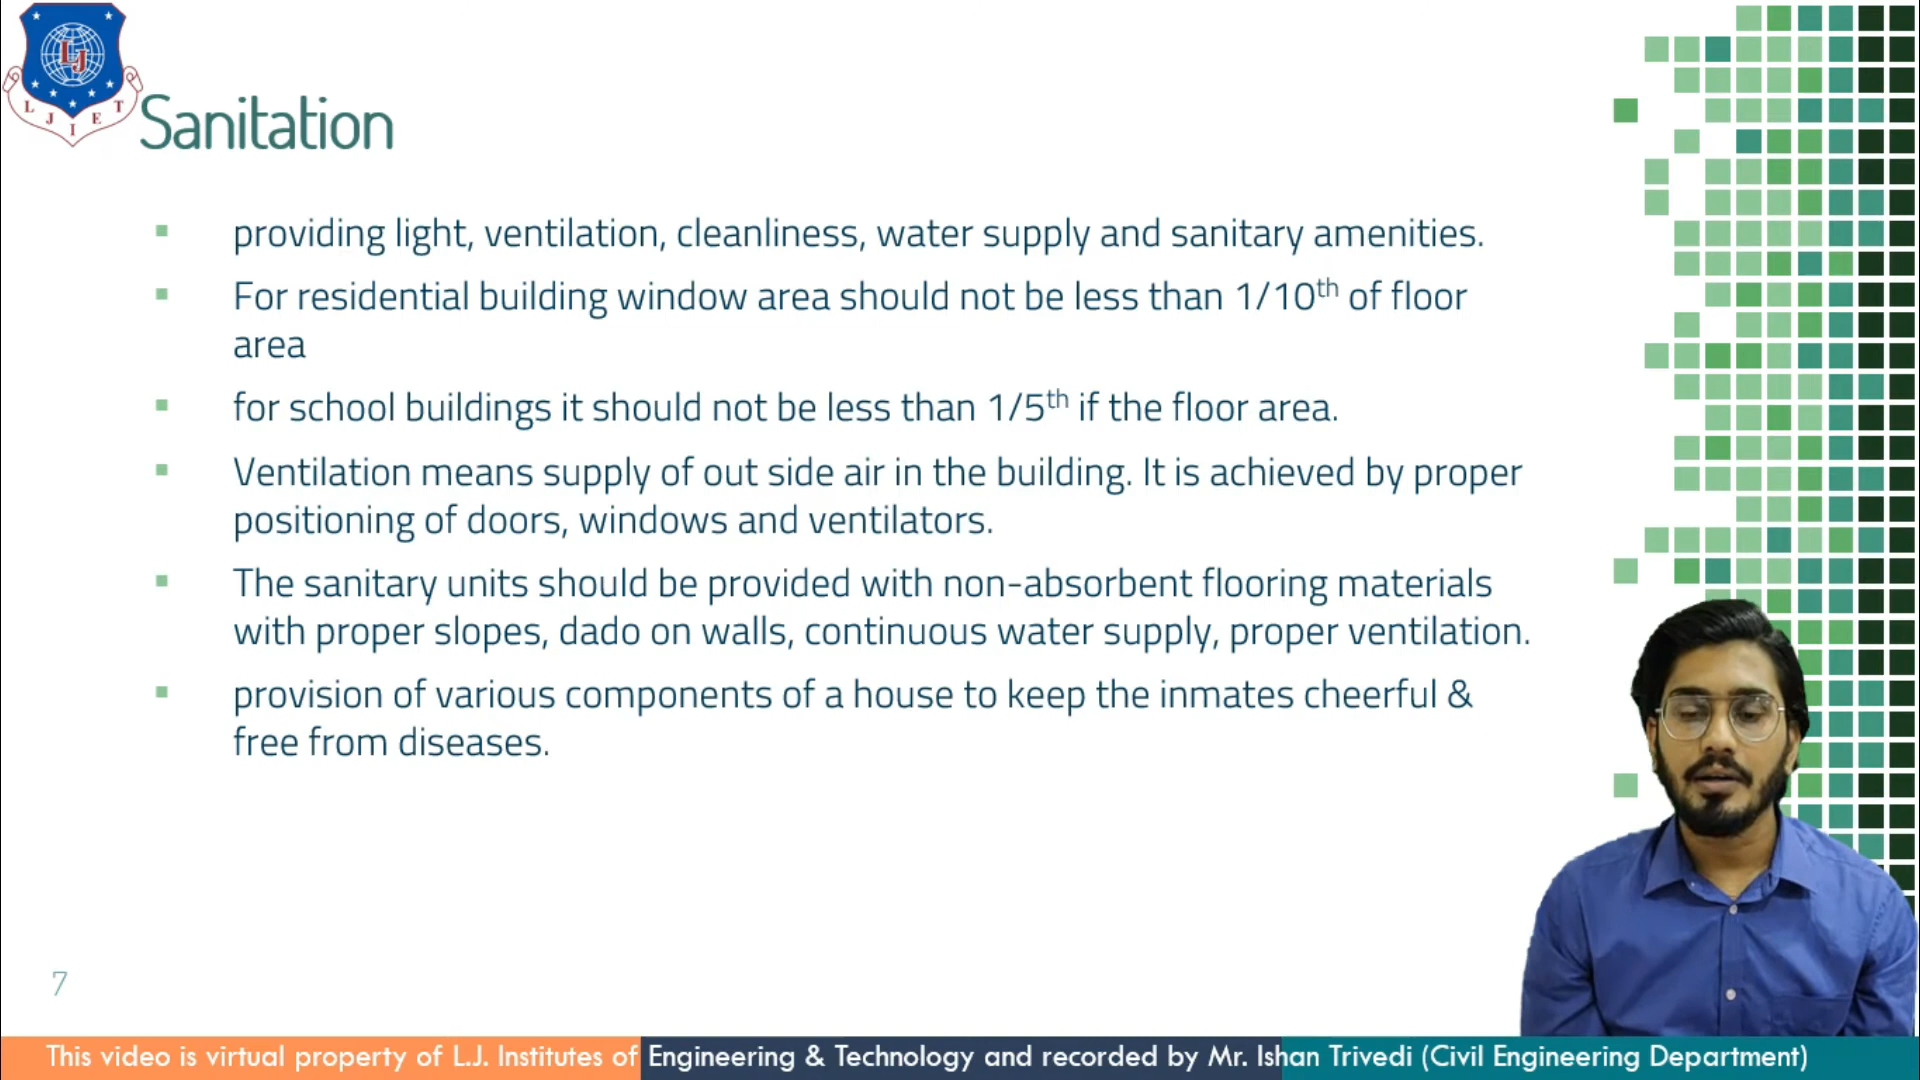 L J I E T
LJ
Sanitation
providing light, ventilation, cleanliness, water supply and sanitary amenities.
For residential building window area should not be less than 1/10th of floor
area
for school buildings it should not be less than 1/5th if the floor area.
Ventilation means supply of out side air in the building. It is achieved by proper
positioning of doors, windows and ventilators.
The sanitary units should be provided with non-absorbent flooring materials
with proper slopes, dado on walls, continuous water supply, proper ventilation.
provision of various components of a house to keep the inmates cheerful &
free from diseases.
7
This video is virtual property of L.J. Institutes of Engineering & Technology and recorded by Mr. Ishan Trivedi (Civil Engineering Department)